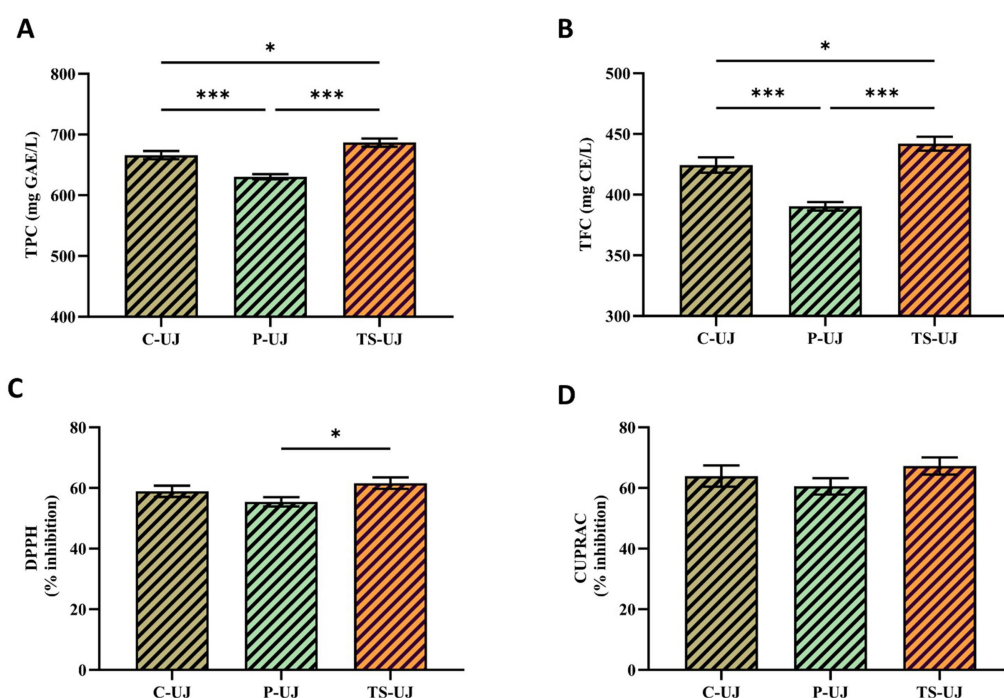 A
TPC (mg GAE/L)
800
700
600
500
400
*
***
***
C-UJ
P-UJ
TS-UJ
B
TFC (mg CE/L)
500
450
400
350
300
*
***
***
C-UJ
P-UJ
TS-UJ
C
DPPH
(% inhibition)
80
60
40
20
0
*
C-UJ
P-UJ
TS-UJ
D
CUPRAC
(% inhibition)
80
60
40
20
0
C-UJ
P-UJ
TS-UJ